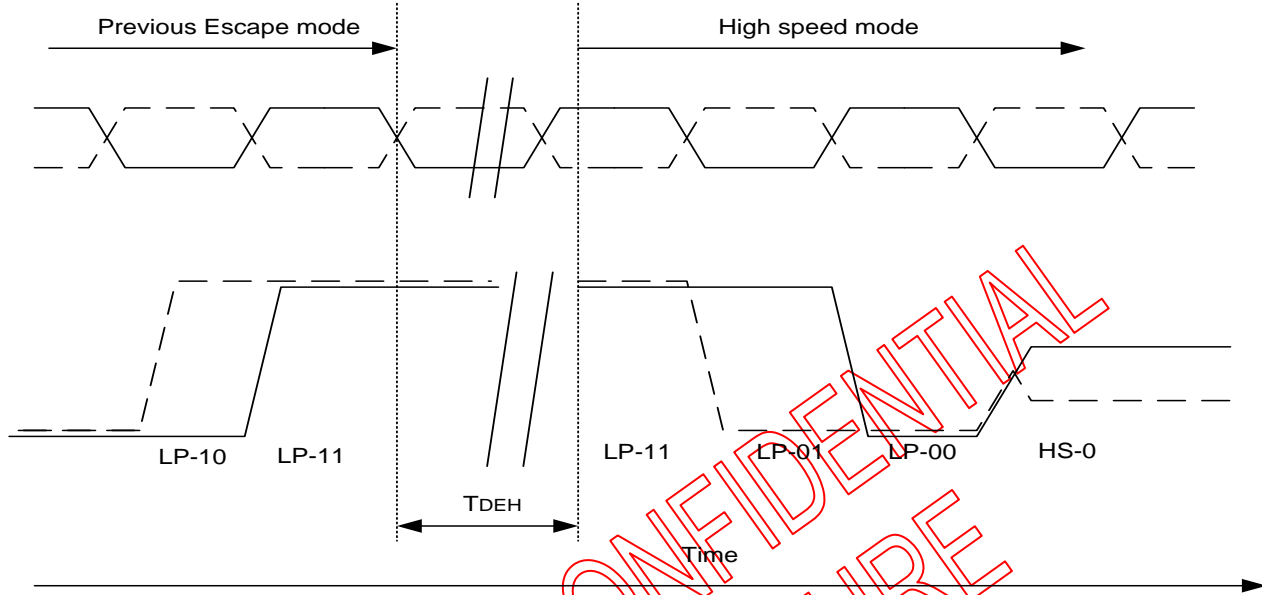 Previous Escape mode
High speed mode
LP-10
LP-11
LP-11
LP-01
LP-00
HS-0
TDEH
Time
CONFIDENTIAL